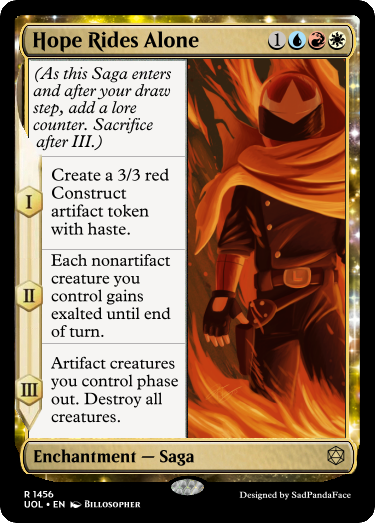 Hope Rides Alone 1
(As this Saga enters
and after your draw
step, add a lore
counter. Sacrifice
after III.)
I
Create a 3/3 red
Construct
artifact token
with haste.
II
Each nonartifact
creature you
control gains
exalted until end
of turn.
III
Artifact creatures
you control phase
out. Destroy all
creatures.
L
Enchantment — Saga
R 1456
UOL • EN Billosopher
Designed by SadPandaFace